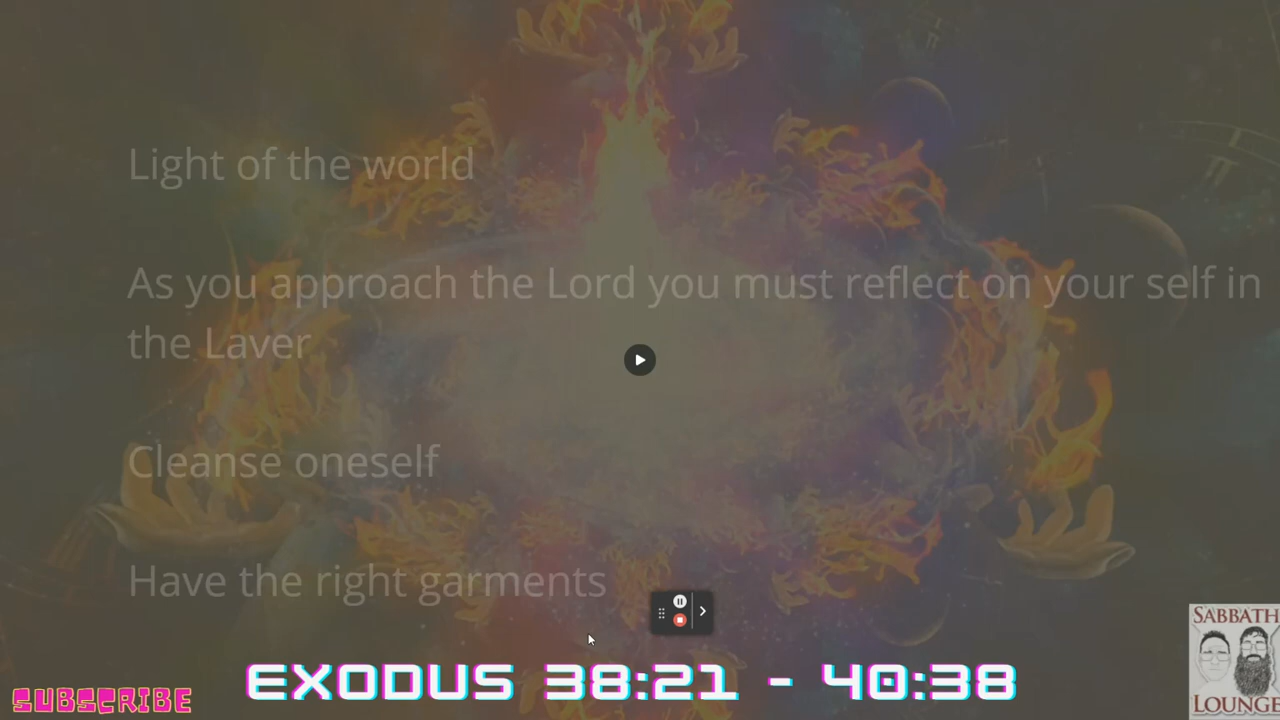 Light of the world
As you approach the Lord you must reflect on your self in
the Laver
Cleanse oneself
Have the right garments
EXODUS 38:21 - 40:38
SUBSCRIBE
SABBATH
LOUNGE